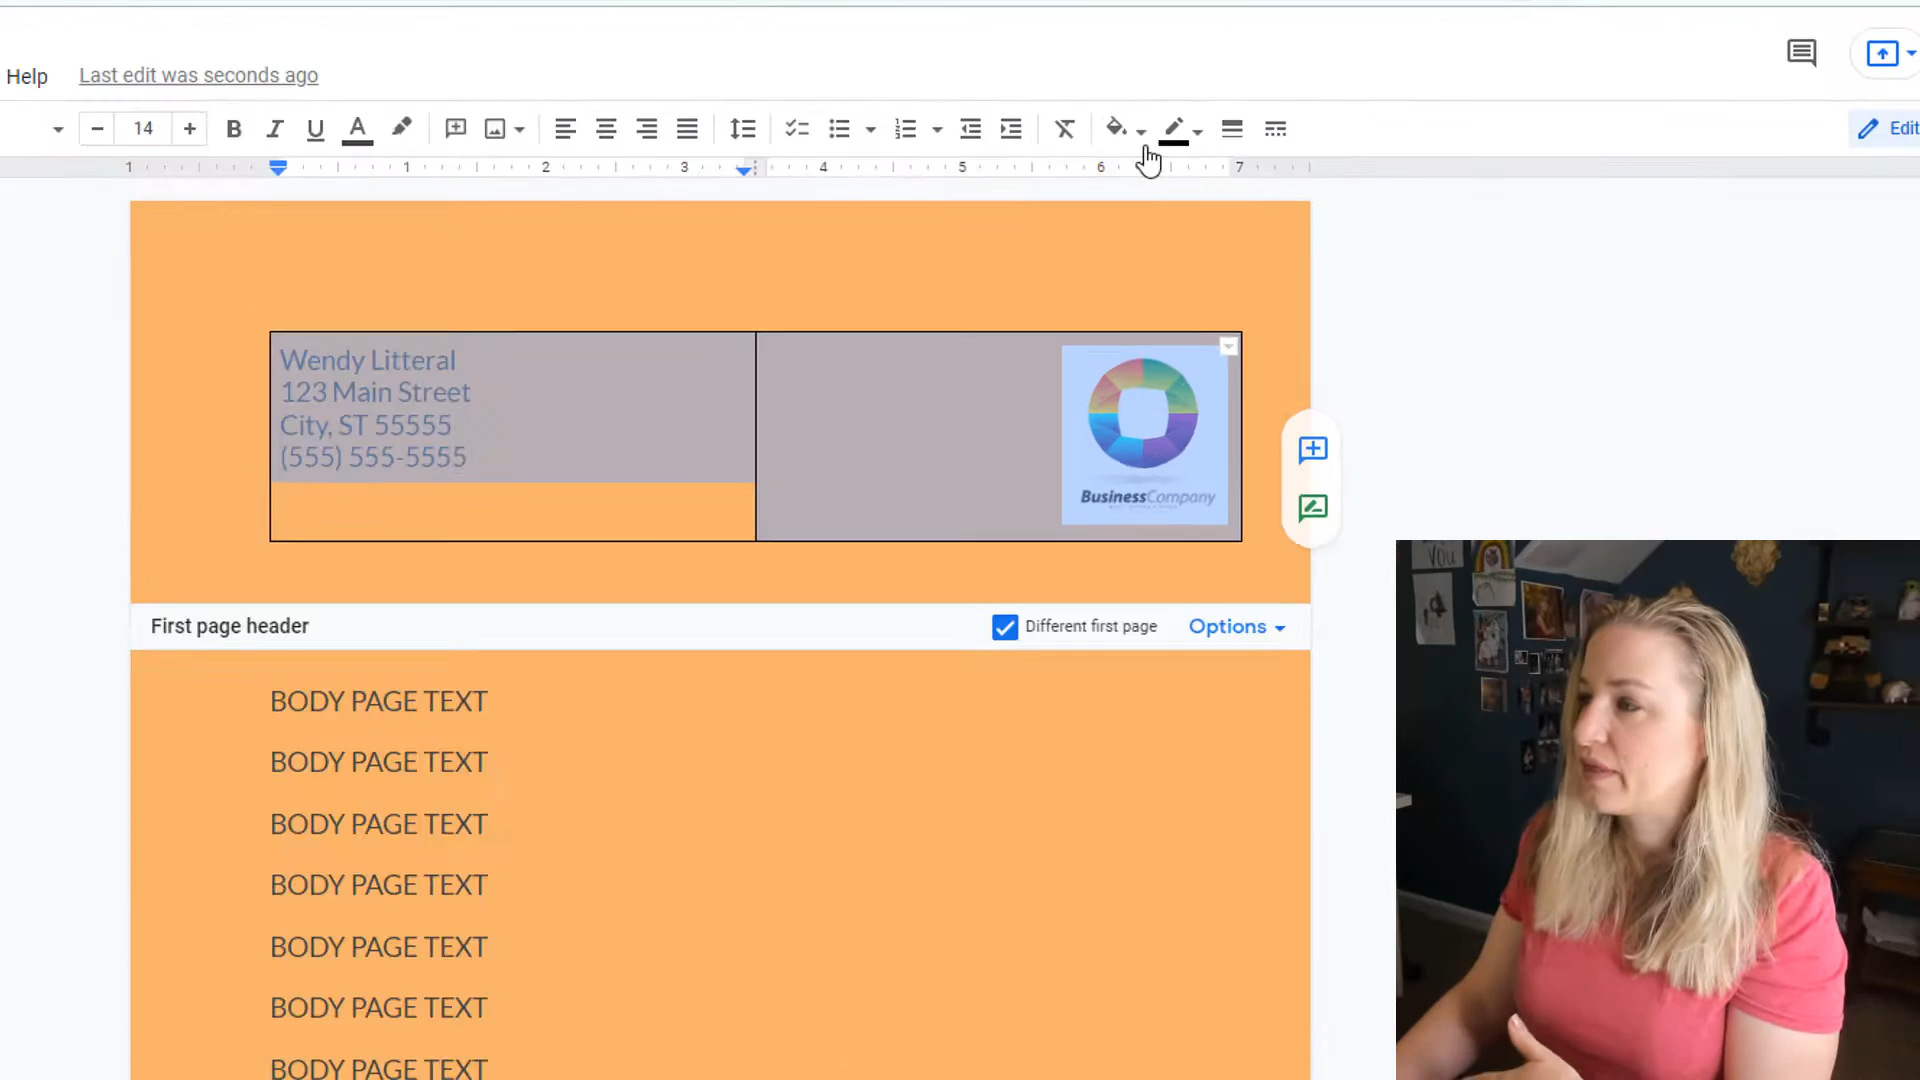 Help Last edit was seconds ago
14 B I U A Edit
1 1 2 3 4 5 6 7
Wendy Litteral
123 Main Street
City, ST 55555
(555) 555-5555
BusinessCompany
First page header Different first page Options
BODY PAGE TEXT
BODY PAGE TEXT
BODY PAGE TEXT
BODY PAGE TEXT
BODY PAGE TEXT
BODY PAGE TEXT
BODY PAGE TEXT
YOU